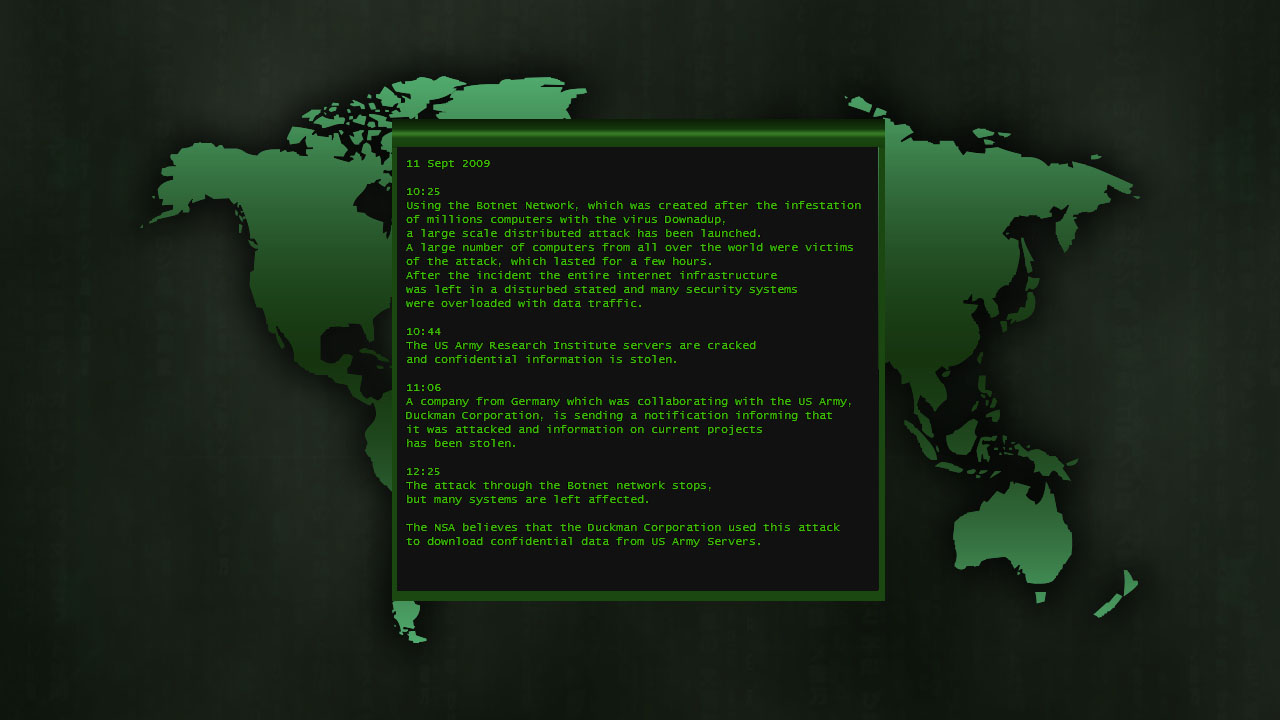 11 Sept 2009
10:25
Using the Botnet Network, which was created after the infestation
of millions computers with the virus Downadup,
a large scale distributed attack has been launched.
A large number of computers from all over the world were victims
of the attack, which lasted for a few hours.
After the incident the entire internet infrastructure
was left in a disturbed stated and many security systems
were overloaded with data traffic.
10:44
The US Army Research Institute servers are cracked
and confidential information is stolen.
11:06
A company from Germany which was collaborating with the US Army,
Duckman Corporation, is sending a notification informing that
it was attacked and information on current projects
has been stolen.
12:25
The attack through the Botnet network stops,
but many systems are left affected.
The NSA believes that the Duckman Corporation used this attack
to download confidential data from US Army Servers.